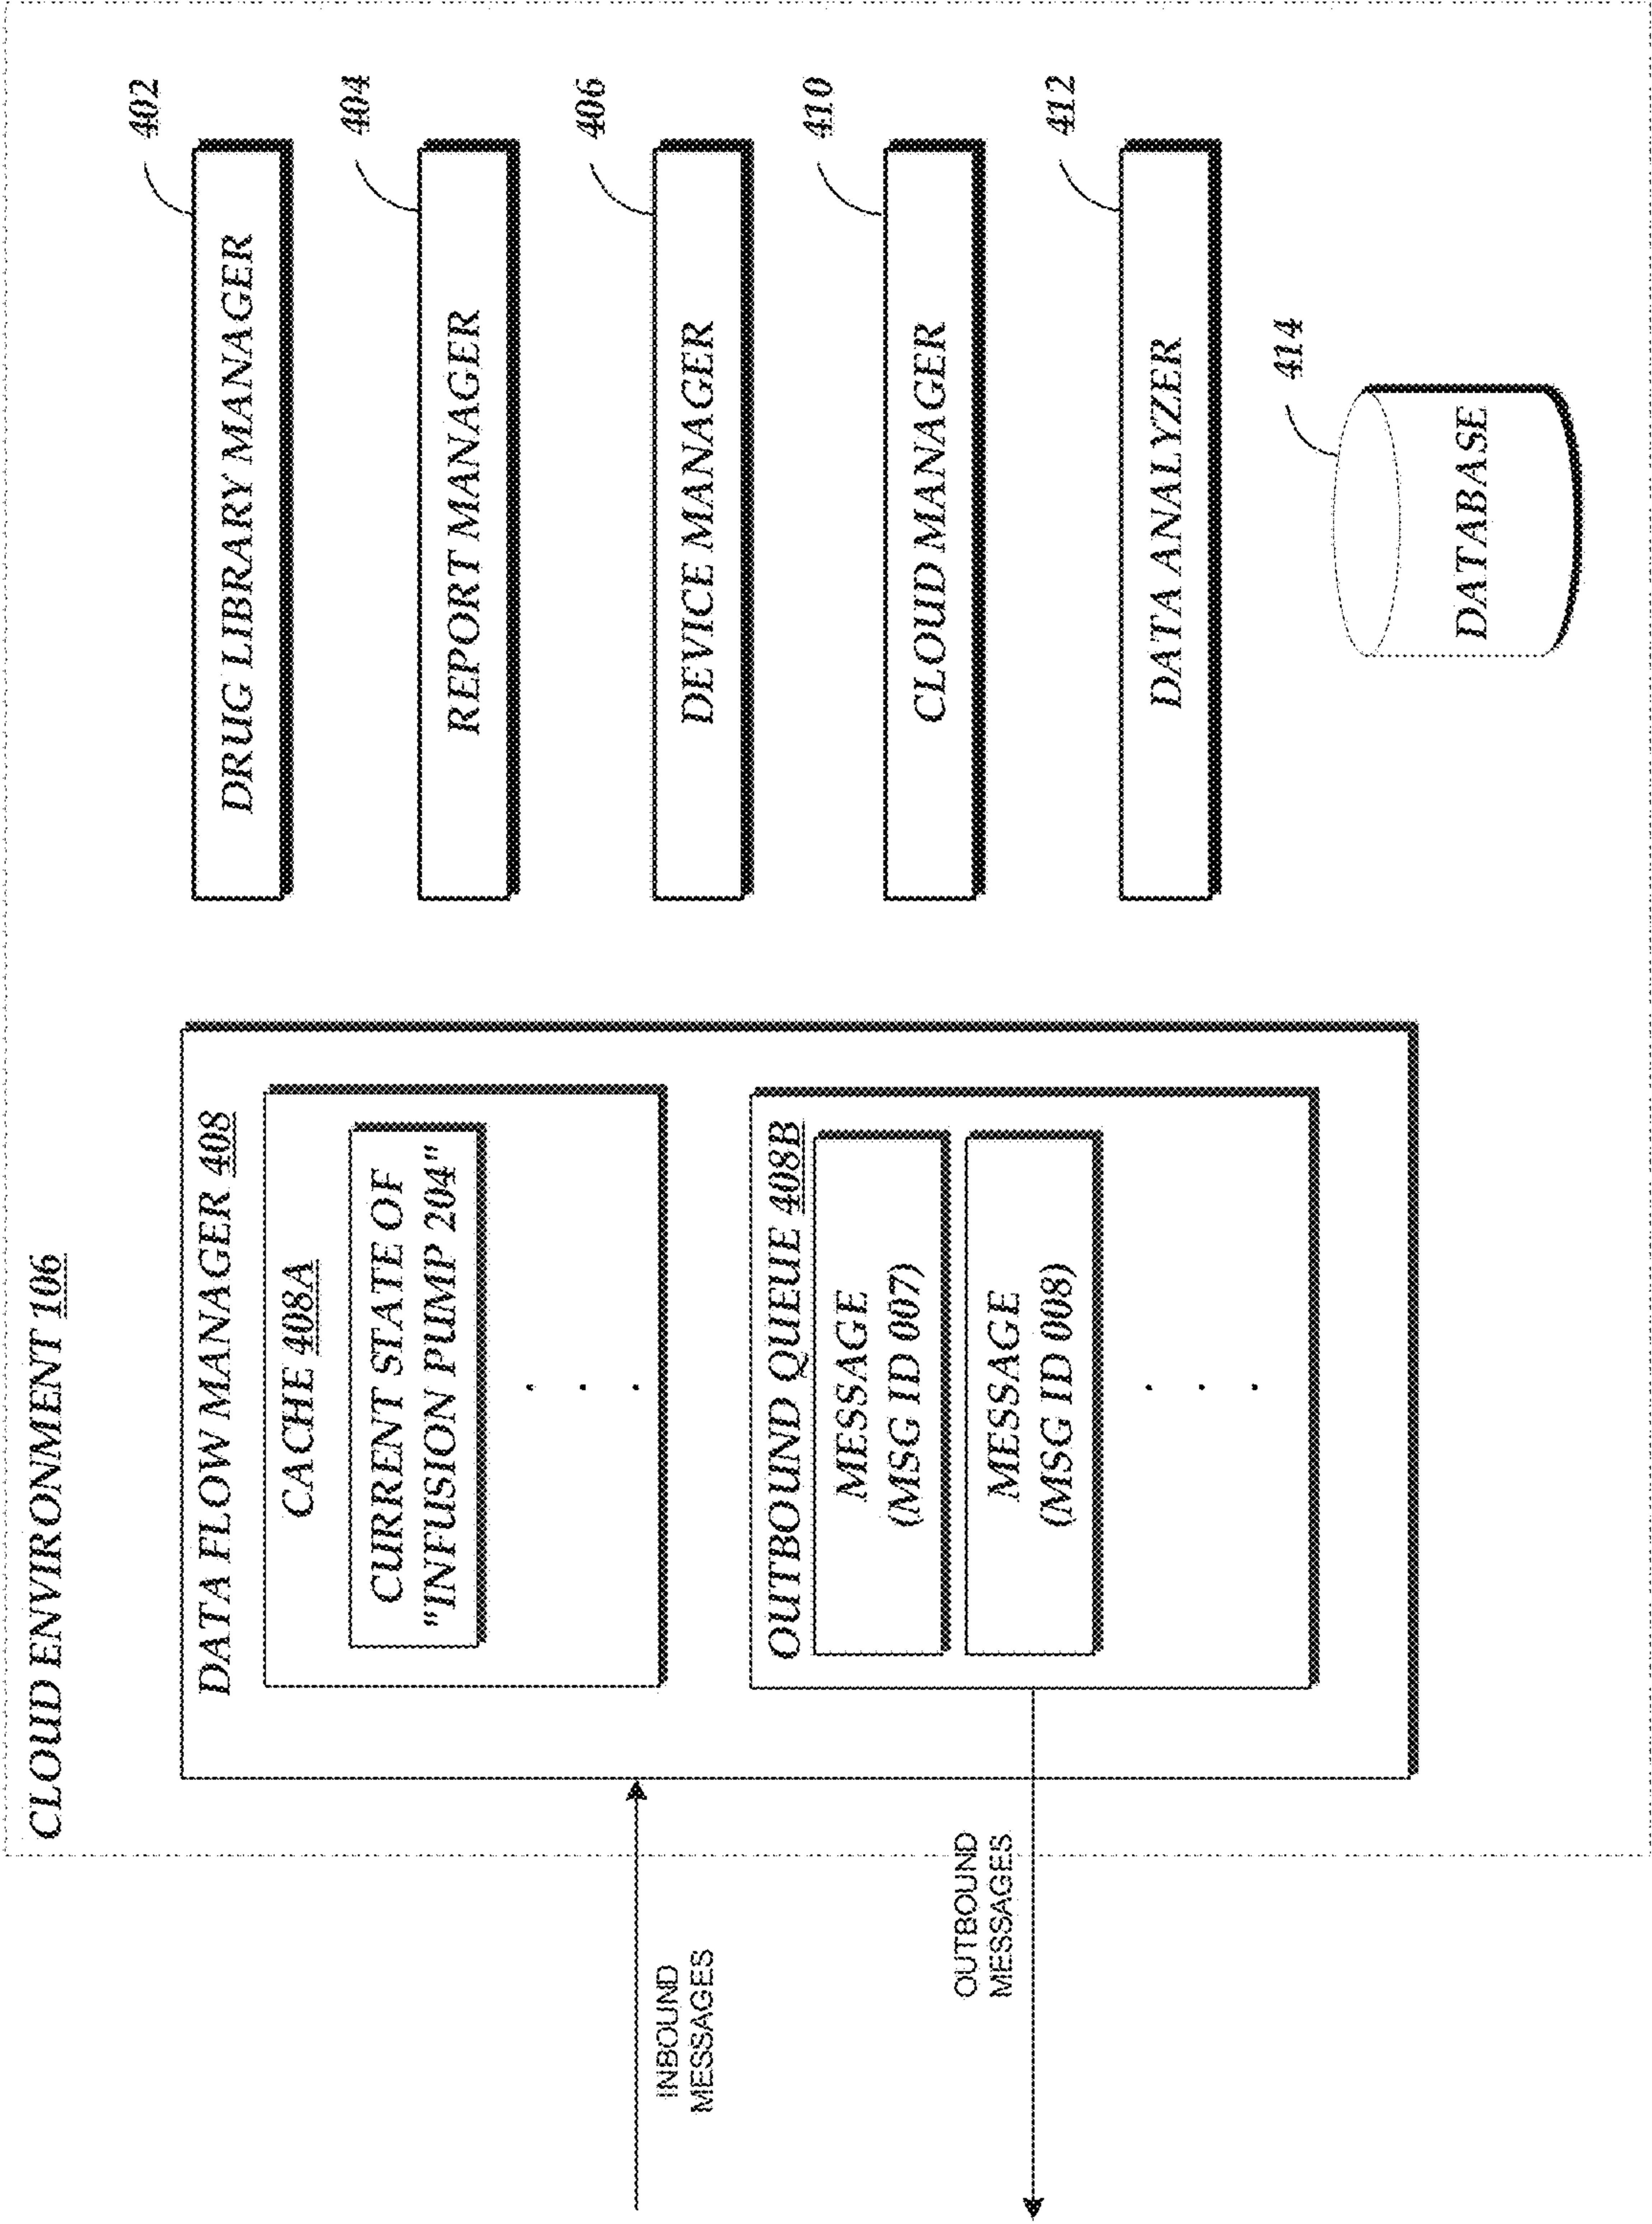 CLOUD ENVIRONMENT 106
DATA FLOW MANAGER 408
CACHE 408A
CURRENT STATE OF
"INFUSION PUMP 204"
.
.
.
OUTBOUND QUEUE 408B
MESSAGE
(MSG ID 007)
MESSAGE
(MSG ID 008)
.
.
.
INBOUND
MESSAGES
OUTBOUND
MESSAGES
402
DRUG LIBRARY MANAGER
404
REPORT MANAGER
406
DEVICE MANAGER
410
CLOUD MANAGER
412
DATA ANALYZER
414
DATABASE